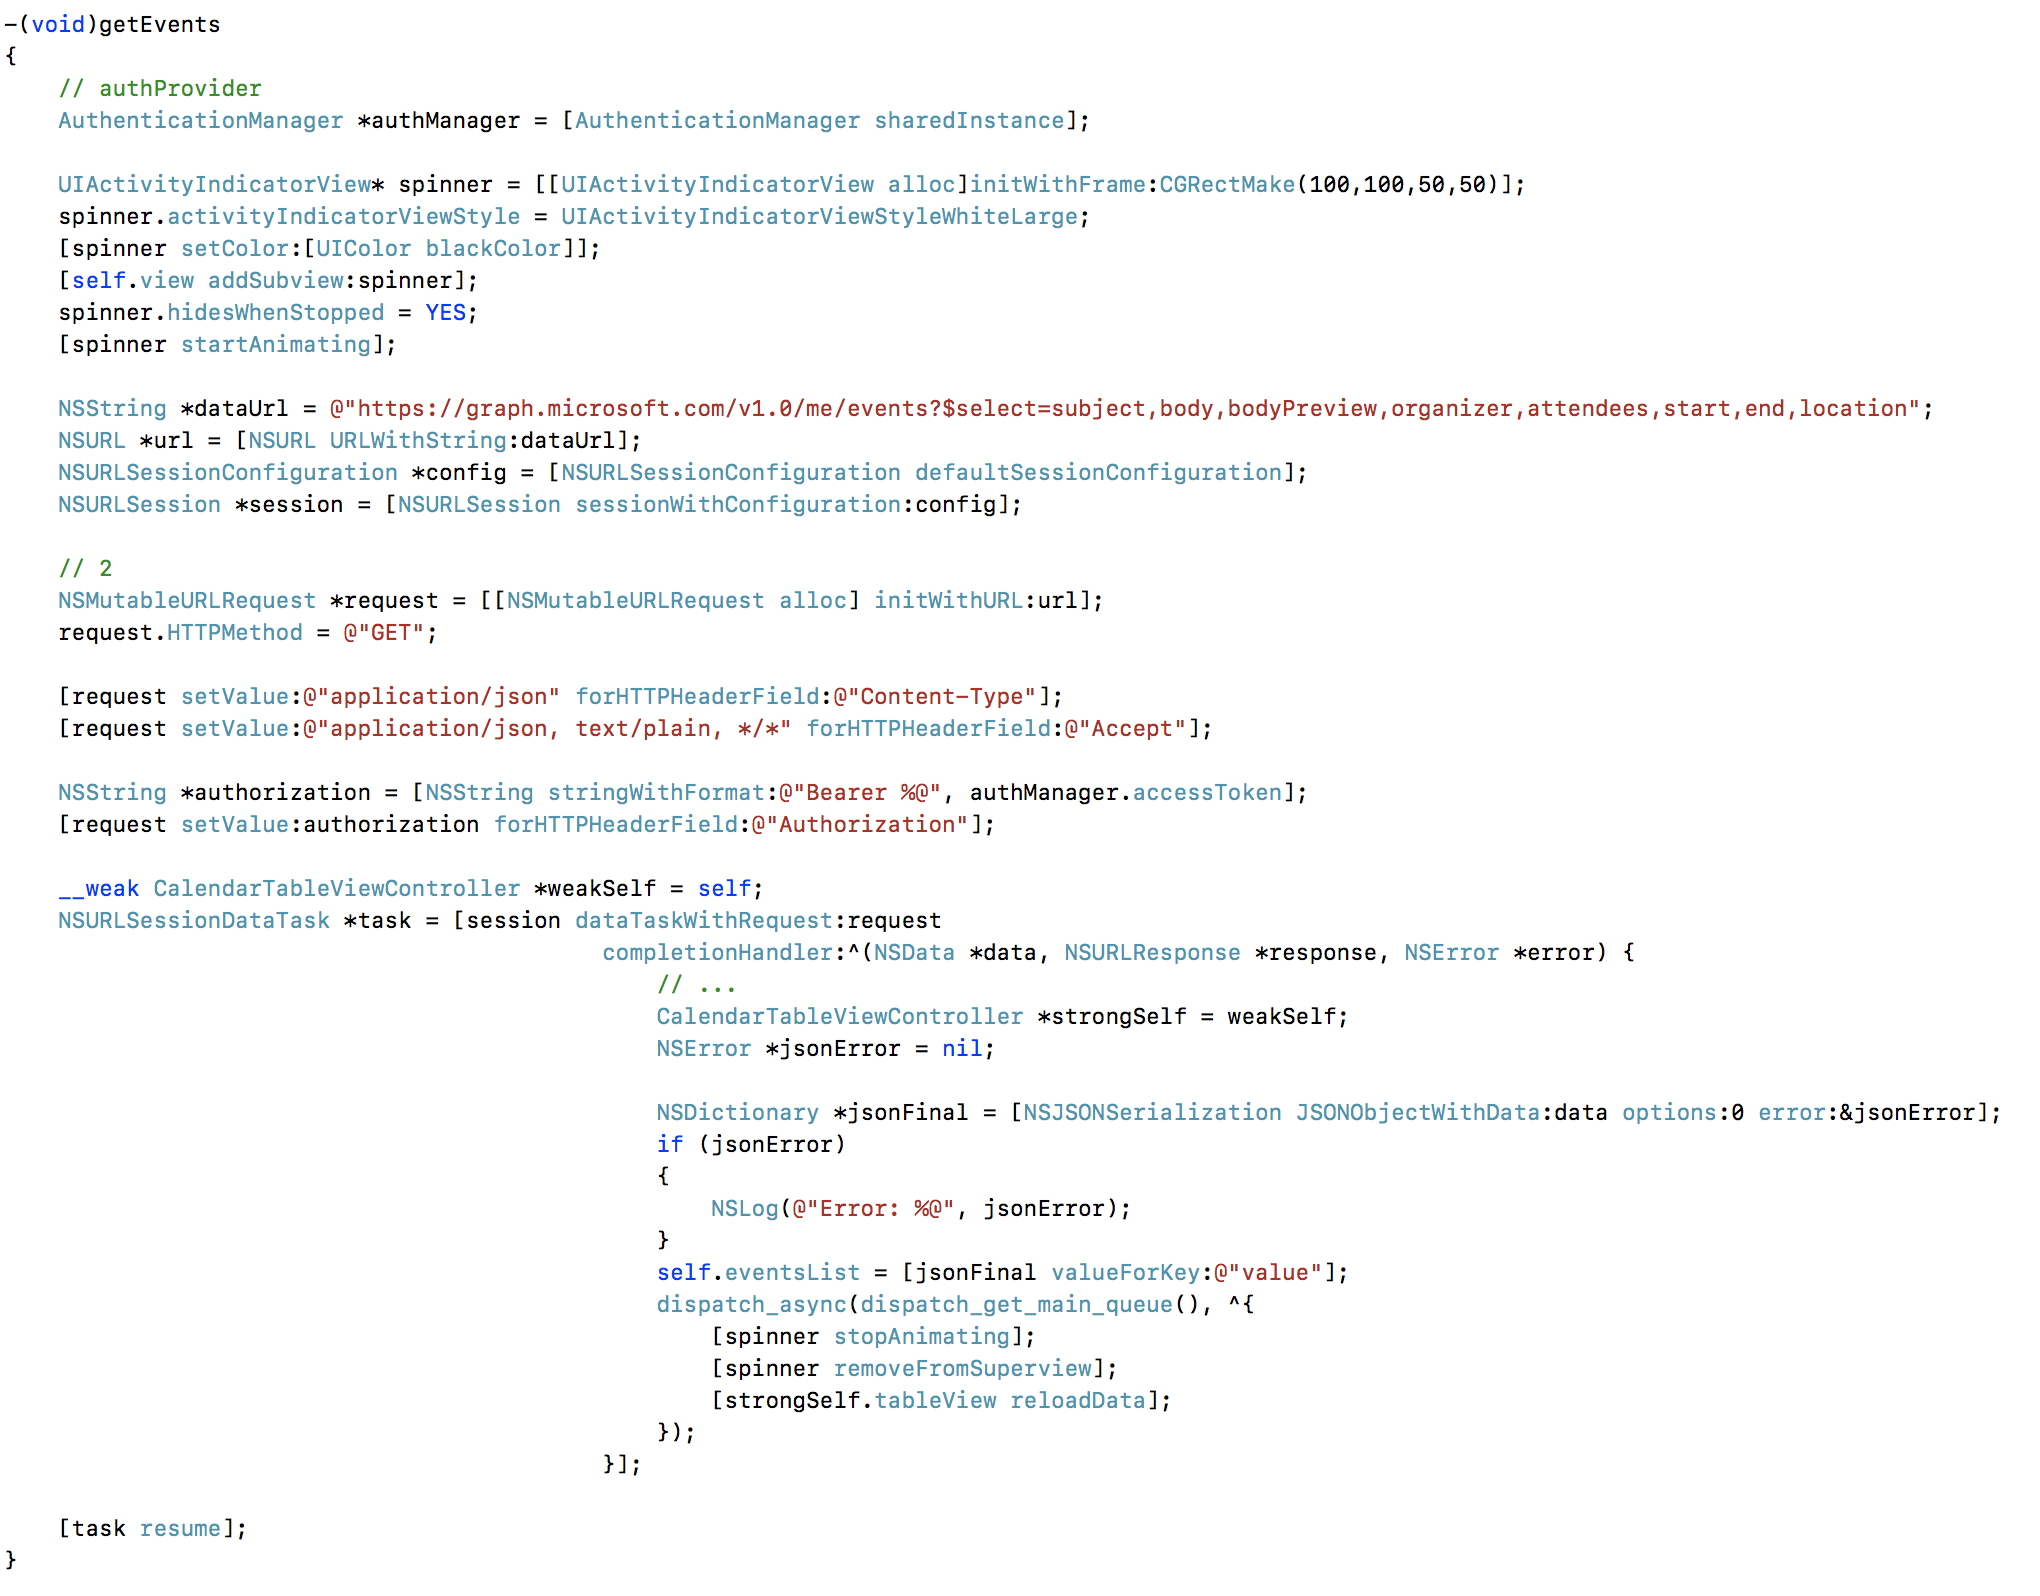 -(void)getEvents
{
    // authProvider
    AuthenticationManager *authManager = [AuthenticationManager sharedInstance];

    UIActivityIndicatorView* spinner = [[UIActivityIndicatorView alloc]initWithFrame:CGRectMake(100,100,50,50)];
    spinner.activityIndicatorViewStyle = UIActivityIndicatorViewStyleWhiteLarge;
    [spinner setColor:[UIColor blackColor]];
    [self.view addSubview:spinner];
    spinner.hidesWhenStopped = YES;
    [spinner startAnimating];

    NSString *dataUrl = @"https://graph.microsoft.com/v1.0/me/events?$select=subject,body,bodyPreview,organizer,attendees,start,end,location";
    NSURL *url = [NSURL URLWithString:dataUrl];
    NSURLSessionConfiguration *config = [NSURLSessionConfiguration defaultSessionConfiguration];
    NSURLSession *session = [NSURLSession sessionWithConfiguration:config];

    // 2
    NSMutableURLRequest *request = [[NSMutableURLRequest alloc] initWithURL:url];
    request.HTTPMethod = @"GET";

    [request setValue:@"application/json" forHTTPHeaderField:@"Content-Type"];
    [request setValue:@"application/json, text/plain, */*" forHTTPHeaderField:@"Accept"];

    NSString *authorization = [NSString stringWithFormat:@"Bearer %@", authManager.accessToken];
    [request setValue:authorization forHTTPHeaderField:@"Authorization"];

    __weak CalendarTableViewController *weakSelf = self;
    NSURLSessionDataTask *task = [session dataTaskWithRequest:request
                                            completionHandler:^(NSData *data, NSURLResponse *response, NSError *error) {
                                                // ...
                                                CalendarTableViewController *strongSelf = weakSelf;
                                                NSError *jsonError = nil;

                                                NSDictionary *jsonFinal = [NSJSONSerialization JSONObjectWithData:data options:0 error:&jsonError];
                                                if (jsonError)
                                                {
                                                    NSLog(@"Error: %@", jsonError);
                                                }
                                                self.eventsList = [jsonFinal valueForKey:@"value"];
                                                dispatch_async(dispatch_get_main_queue(), ^{
                                                    [spinner stopAnimating];
                                                    [spinner removeFromSuperview];
                                                    [strongSelf.tableView reloadData];
                                                });
                                            }];

    [task resume];
}